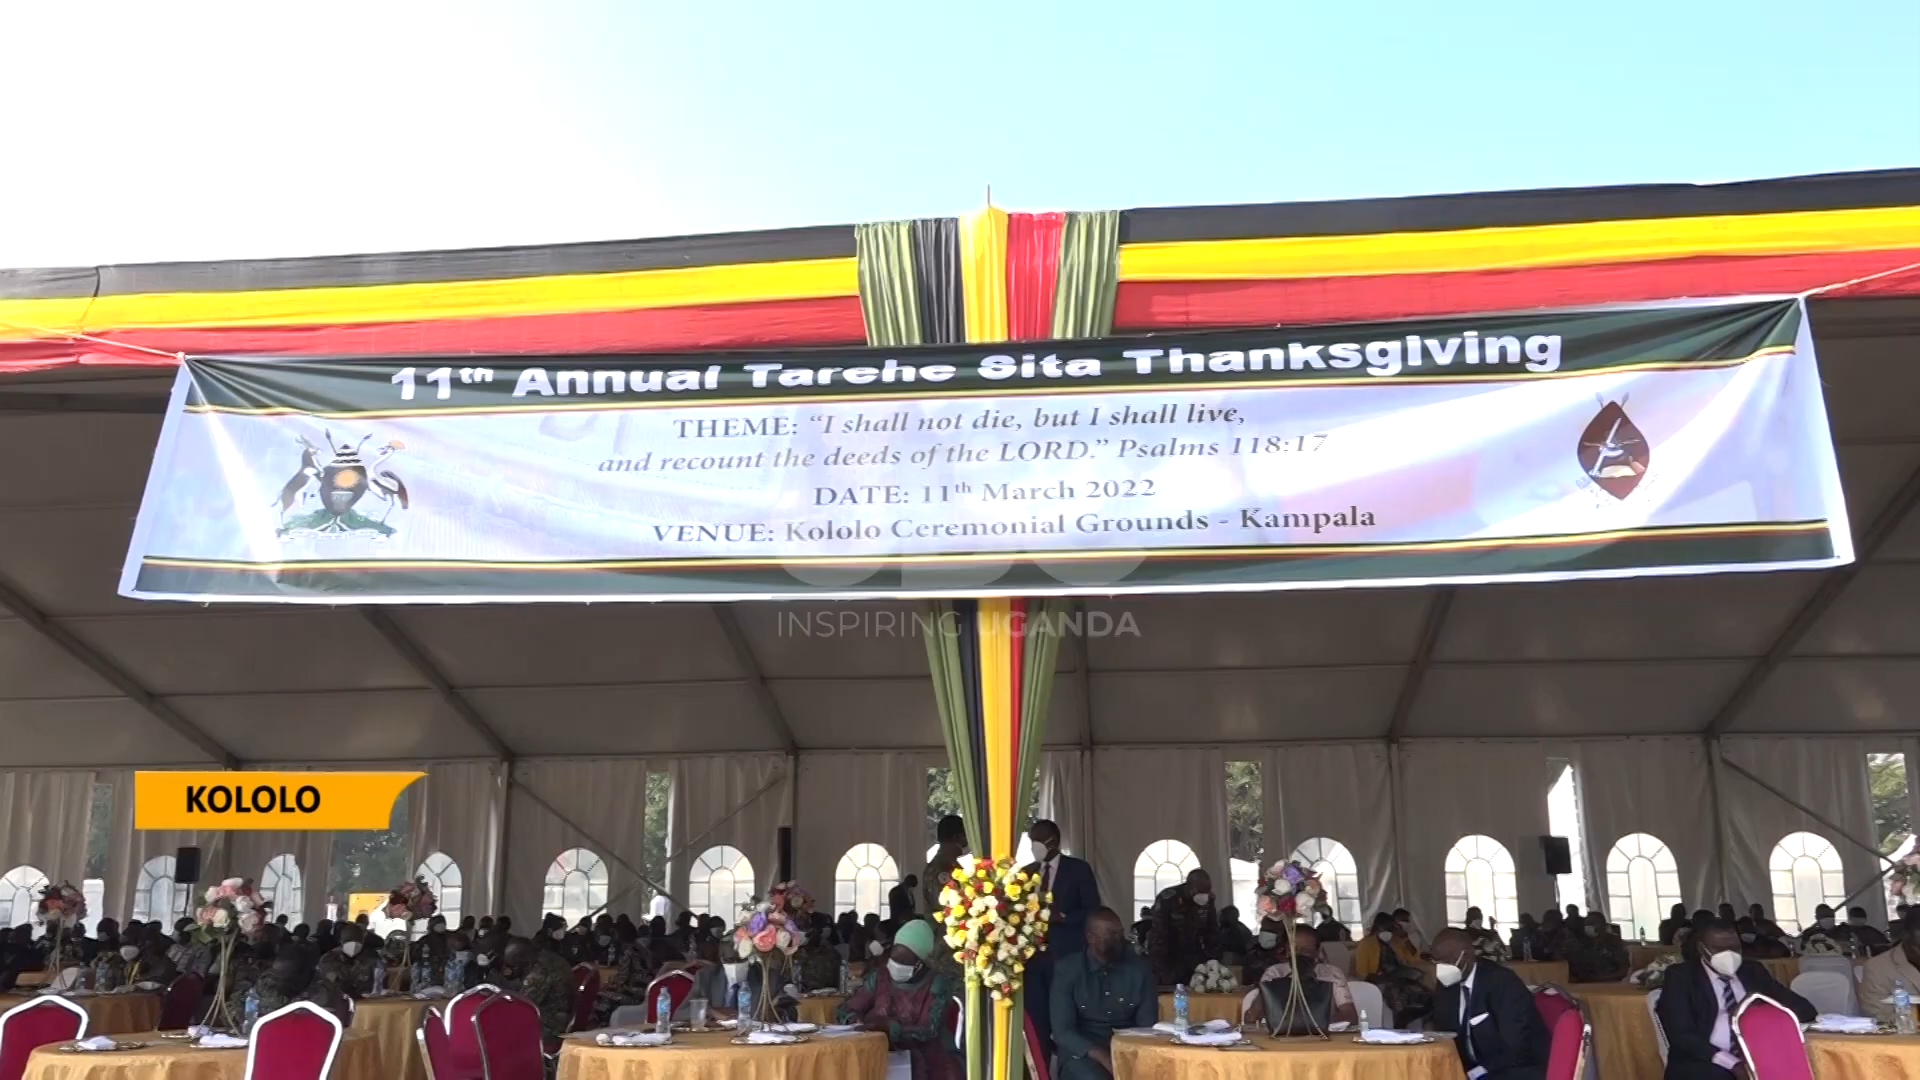 11th Annual Tarehe Sita Thanksgiving
THEME: "I shall not die, but I shall live,
and recount the deeds of the LORD." Psalms 118:17
DATE: 11th March 2022
VENUE: Kololo Ceremonial Grounds - Kampala
INSPIRING UGANDA
KOLOLO